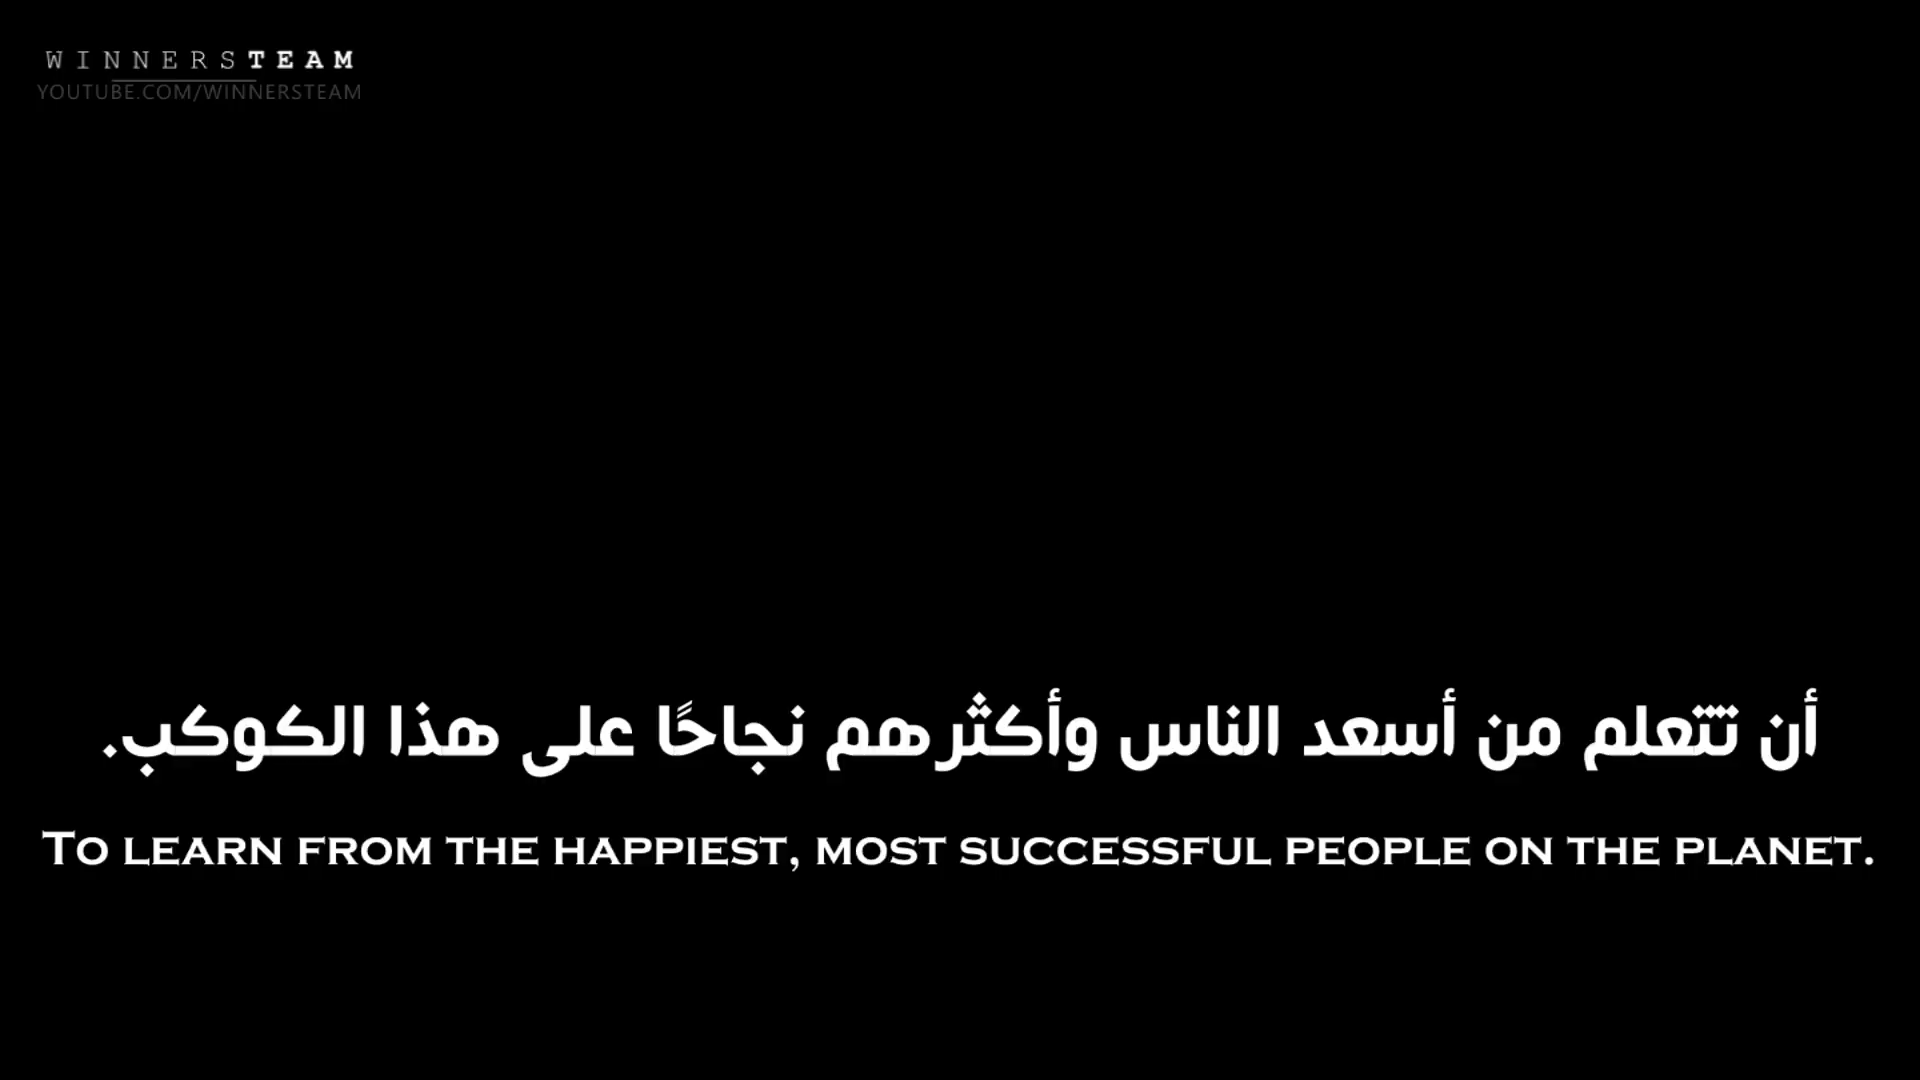 WINNERSTEAM
YOUTUBE.COM/WINNERSTEAM
أن تتعلم من أسعد الناس وأكثرهم نجاحًا على هذا الكوكب.
TO LEARN FROM THE HAPPIEST, MOST SUCCESSFUL PEOPLE ON THE PLANET.